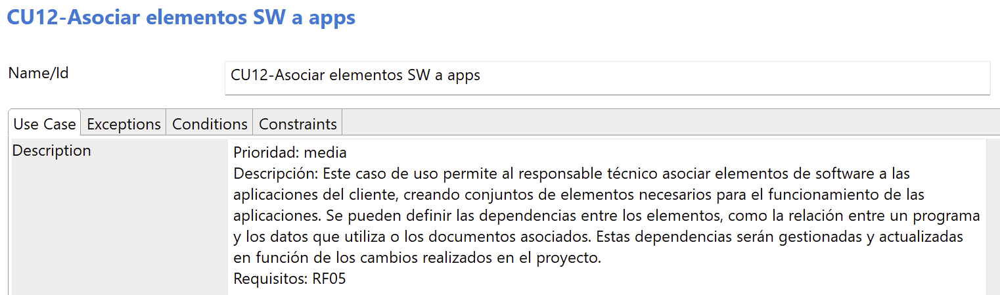 CU12-Asociar elementos SW a apps
Name/Id
CU12-Asociar elementos SW a apps
Use Case Exceptions Conditions Constraints
Description
Prioridad: media
Descripción: Este caso de uso permite al responsable técnico asociar elementos de software a las
aplicaciones del cliente, creando conjuntos de elementos necesarios para el funcionamiento de las
aplicaciones. Se pueden definir las dependencias entre los elementos, como la relación entre un programa
y los datos que utiliza o los documentos asociados. Estas dependencias serán gestionadas y actualizadas
en función de los cambios realizados en el proyecto.
Requisitos: RF05